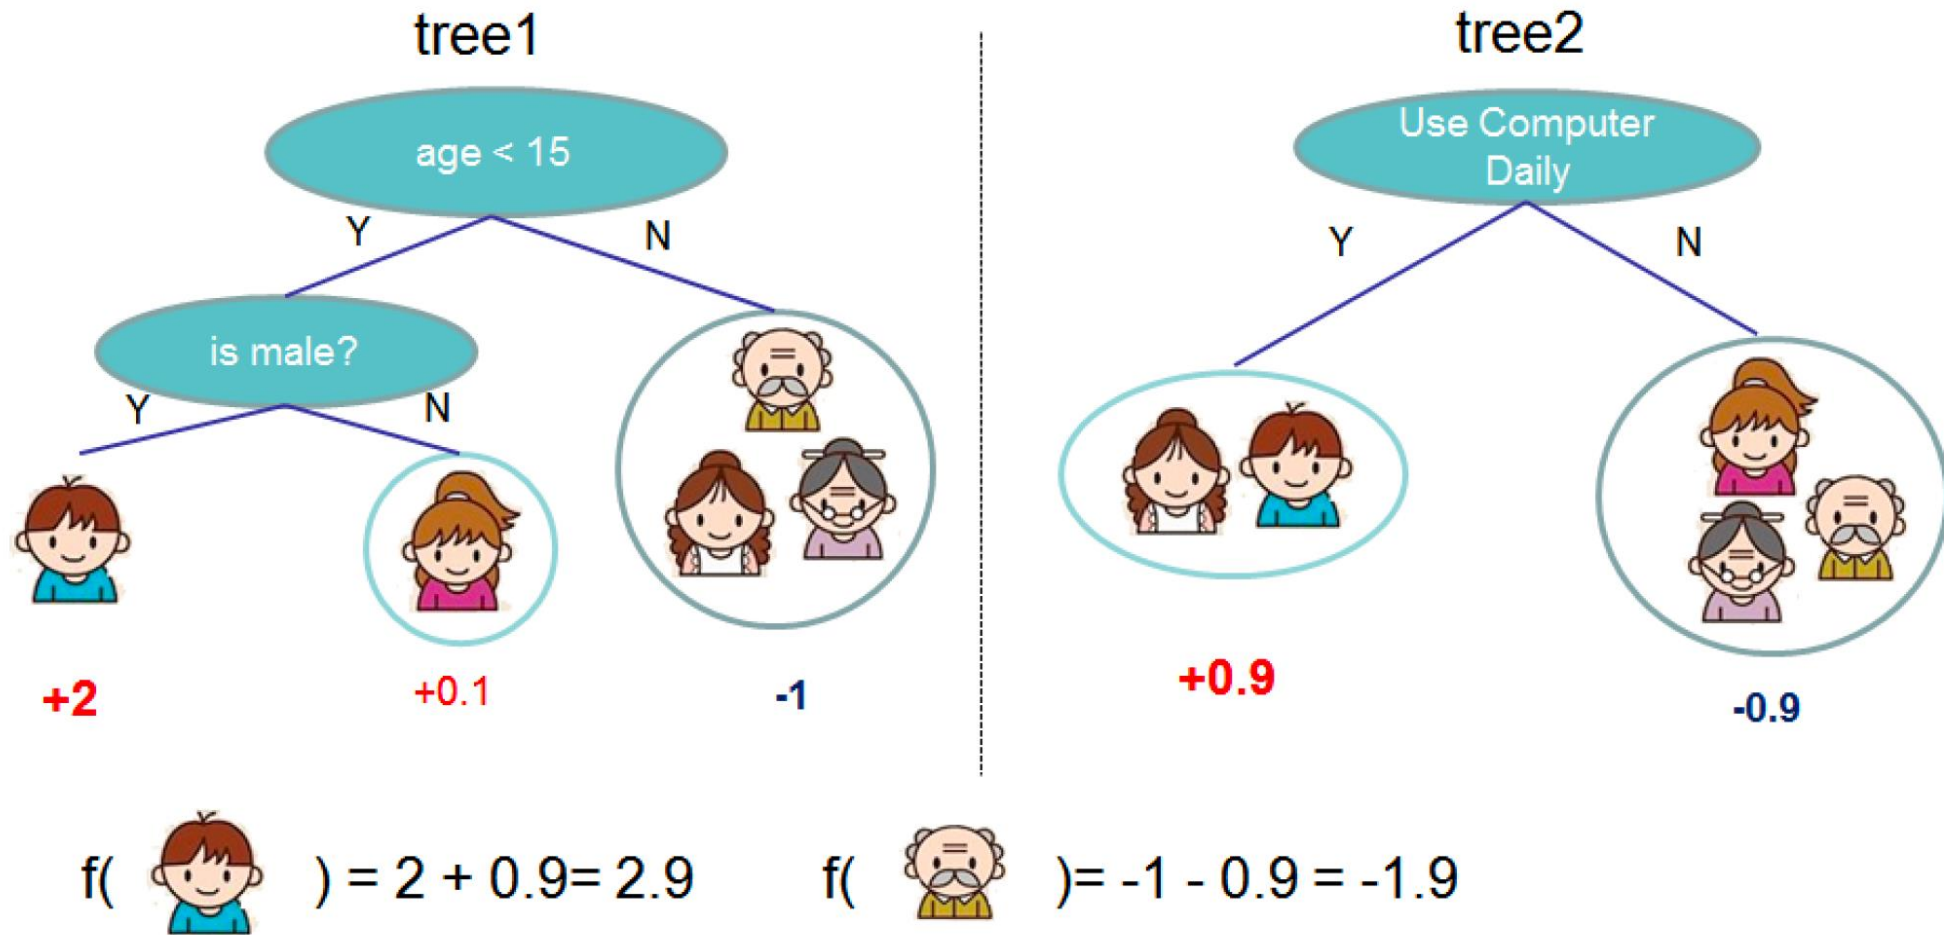 tree1
age < 15
Y
N
is male?
Y
N
+2
+0.1
-1
tree2
Use Computer
Daily
Y
N
+0.9
-0.9
f( ) = 2 + 0.9= 2.9
f( )= -1 - 0.9 = -1.9